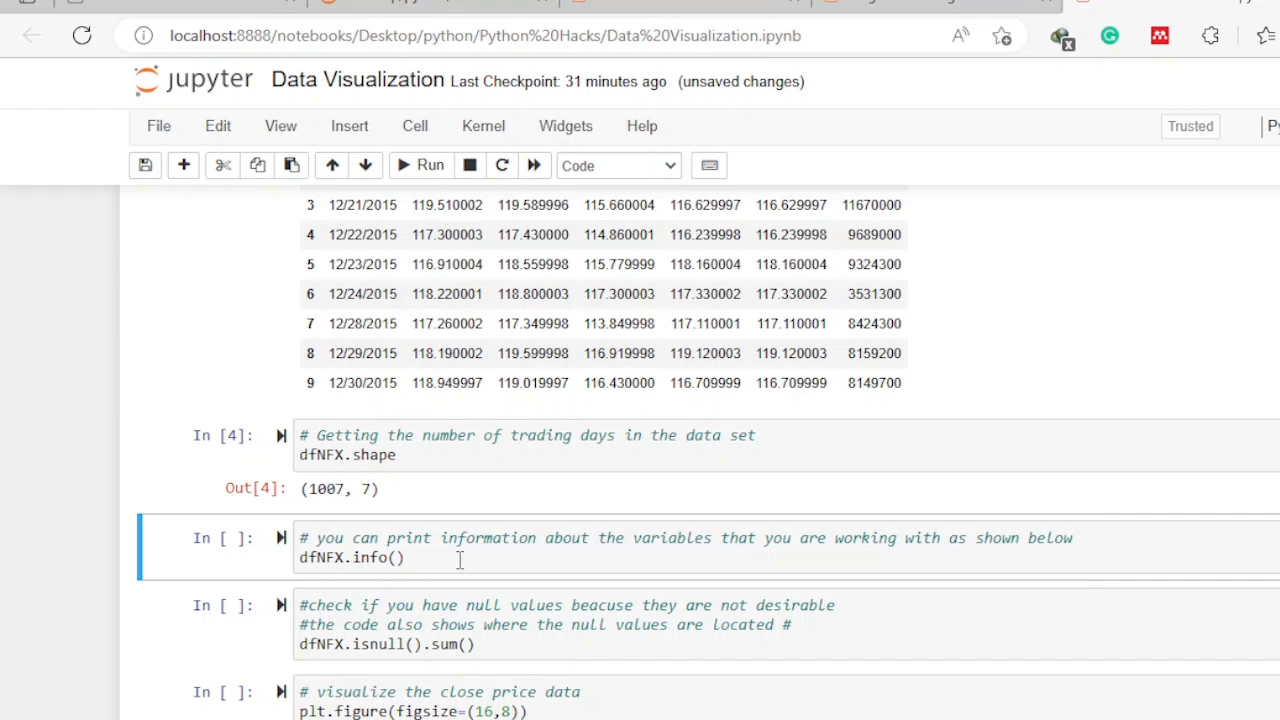 localhost:8888/notebooks/Desktop/python/Python%20Hacks/Data%20Visualization.ipynb
jupyter Data Visualization Last Checkpoint: 31 minutes ago (unsaved changes)
File Edit View Insert Cell Kernel Widgets Help Trusted
Run Code
3 12/21/2015 119.510002 119.589996 115.660004 116.629997 116.629997 11670000
4 12/22/2015 117.300003 117.430000 114.860001 116.239998 116.239998 9689000
5 12/23/2015 116.910004 118.559998 115.779999 118.160004 118.160004 9324300
6 12/24/2015 118.220001 118.800003 117.300003 117.330002 117.330002 3531300
7 12/28/2015 117.260002 117.349998 113.849998 117.110001 117.110001 8424300
8 12/29/2015 118.190002 119.599998 116.919998 119.120003 119.120003 8159200
9 12/30/2015 118.949997 119.019997 116.430000 116.709999 116.709999 8149700
In [4]: # Getting the number of trading days in the data set
dfNFX.shape
Out[4]: (1007, 7)
In [ ]: # you can print information about the variables that you are working with as shown below
dfNFX.info()
In [ ]: #check if you have null values beacuse they are not desirable
#the code also shows where the null values are located #
dfNFX.isnull().sum()
In [ ]: # visualize the close price data
plt.figure(figsize=(16,8))